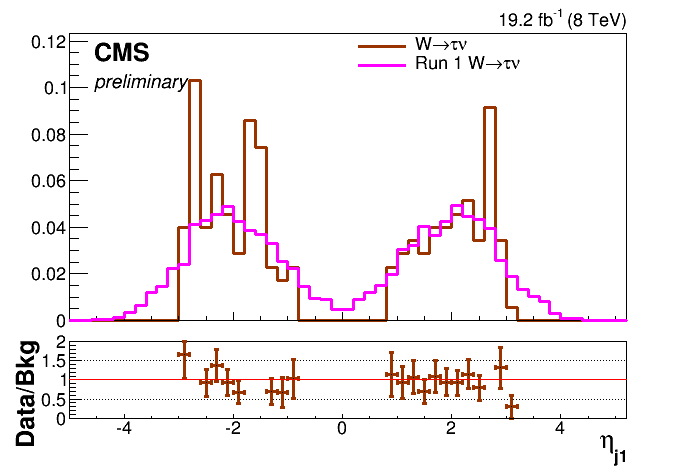 19.2 fb⁻¹ (8 TeV)
CMS
preliminary
W→τν
Run 1 W→τν
0.12
0.1
0.08
0.06
0.04
0.02
0
Data/Bkg
2
1.5
1
0.5
0
-4 -2 0 2 4
η_j1